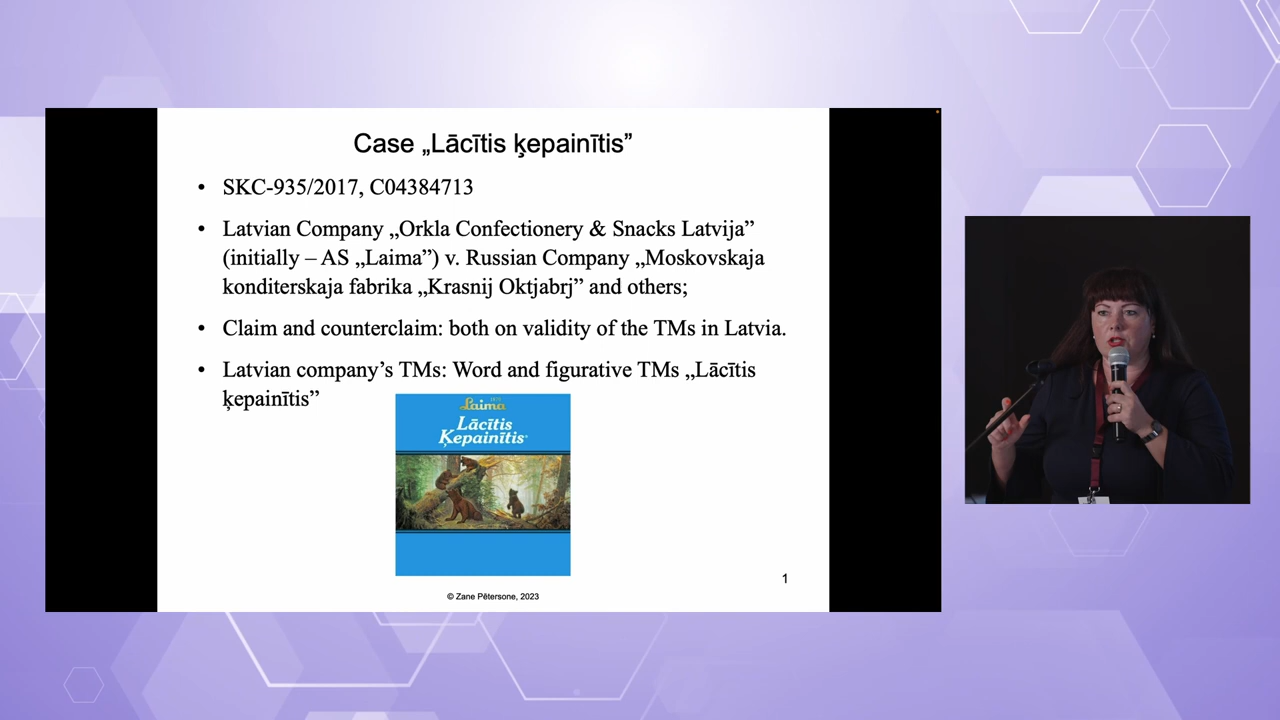 Case „Lācītis ķepainītis”
• SKC-935/2017, C04384713
• Latvian Company „Orkla Confectionery & Snacks Latvija”
(initially – AS „Laima”) v. Russian Company „Moskovskaja
konditerskaja fabrika „Krasnij Oktjabrj” and others;
• Claim and counterclaim: both on validity of the TMs in Latvia.
• Latvian company’s TMs: Word and figurative TMs „Lācītis
ķepainītis”
Laima
Lācītis
Ķepainītis
1
© Zane Pētersone, 2023